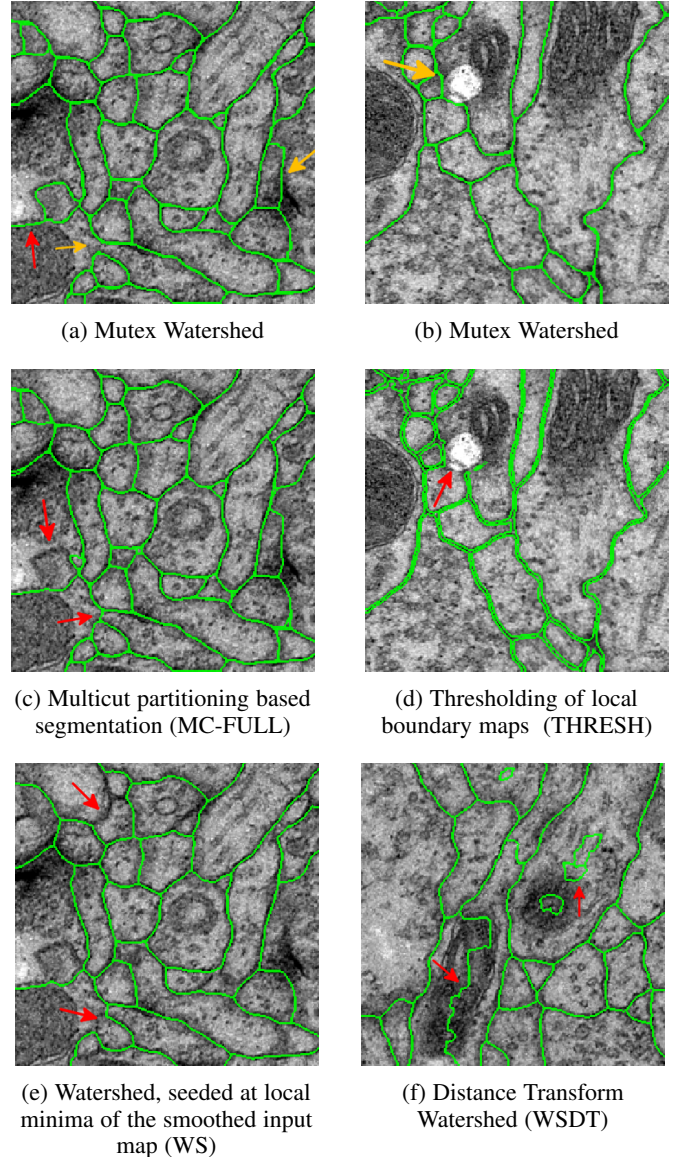 (a) Mutex Watershed
(b) Mutex Watershed
(c) Multicut partitioning based
segmentation (MC-FULL)
(d) Thresholding of local
boundary maps (THRESH)
(e) Watershed, seeded at local
minima of the smoothed input
map (WS)
(f) Distance Transform
Watershed (WSDT)